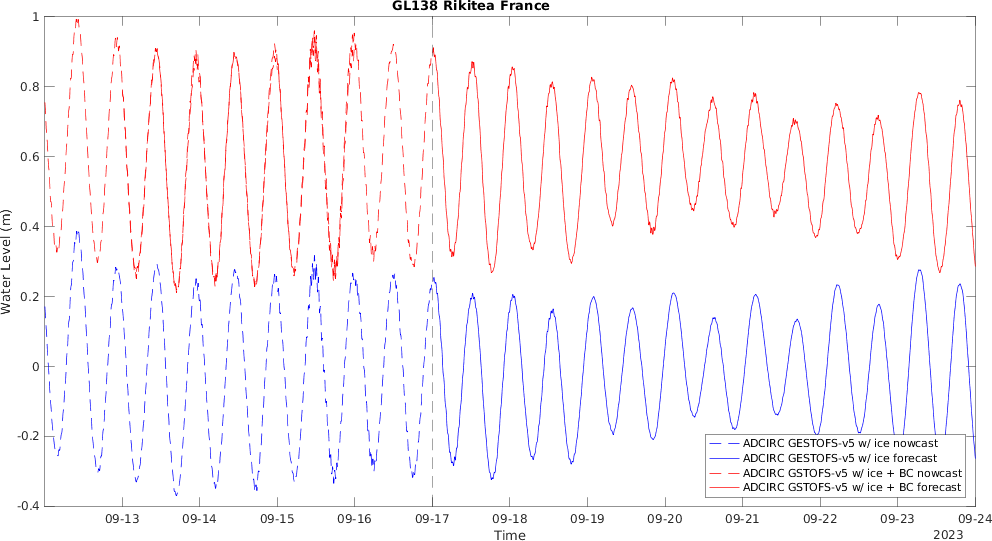 GL138 Rikitea France
Water Level (m)
1
0.8
0.6
0.4
0.2
0
-0.2
-0.4
ADCIRC GESTOFS-v5 w/ ice nowcast
ADCIRC GESTOFS-v5 w/ ice forecast
ADCIRC GSTOFS-v5 w/ ice + BC nowcast
ADCIRC GSTOFS-v5 w/ ice + BC forecast
09-13 09-14 09-15 09-16 09-17 09-18 09-19 09-20 09-21 09-22 09-23 09-24
Time
2023